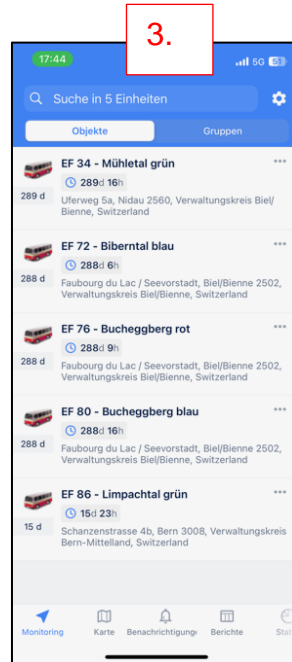 3.
17:44
5G 51
Suche in 5 Einheiten
Objekte
Gruppen
EF 34 - Mühletal grün
289d 16h
289 d
Uferweg 5a, Nidau 2560, Verwaltungskreis Biel/
Bienne, Switzerland
EF 72 - Biberntal blau
288d 6h
288 d
Faubourg du Lac / Seevorstadt, Biel/Bienne 2502,
Verwaltungskreis Biel/Bienne, Switzerland
EF 76 - Bucheggberg rot
288d 9h
288 d
Faubourg du Lac / Seevorstadt, Biel/Bienne 2502,
Verwaltungskreis Biel/Bienne, Switzerland
EF 80 - Bucheggberg blau
288d 16h
288 d
Faubourg du Lac / Seevorstadt, Biel/Bienne 2502,
Verwaltungskreis Biel/Bienne, Switzerland
EF 86 - Limpachtal grün
15d 23h
15 d
Schanzenstrasse 4b, Bern 3008, Verwaltungskreis
Bern-Mittelland, Switzerland
Monitoring
Karte
Benachrichtigung
Berichte